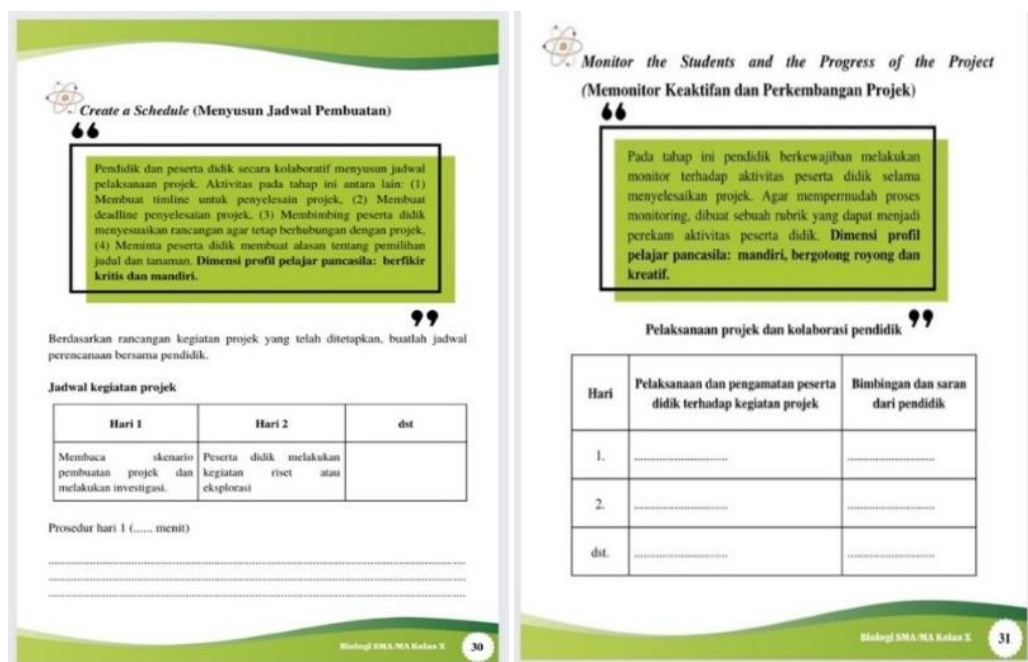 Create a Schedule (Menyusun Jadwal Pembuatan)
“
Pendidik dan peserta didik secara kolaboratif menyusun jadwal
pelaksanaan projek. Aktivitas pada tahap ini antara lain: (1)
Membuat timline untuk penyelesain projek, (2) Membuat
deadline penyelesaian projek, (3) Membimbing peserta didik
menyesuaikan rancangan agar tetap berhubungan dengan projek,
(4) Meminta peserta didik membuat alasan tentang pemilihan
judul dan tanaman. Dimensi profil pelajar pancasila: berfikir
kritis dan mandiri.
”
Berdasarkan rancangan kegiatan projek yang telah ditetapkan, buatlah jadwal
perencanaan bersama pendidik.
Jadwal kegiatan projek
Hari 1 Hari 2 dst
Membaca skenario
pembuatan projek dan
melakukan investigasi.
Peserta didik melakukan
kegiatan riset atau
eksplorasi
Prosedur hari 1 (...... menit)
Biologi SMA/MA Kelas X 30
Monitor the Students and the Progress of the Project
(Memonitor Keaktifan dan Perkembangan Projek)
“
Pada tahap ini pendidik berkewajiban melakukan
monitor terhadap aktivitas peserta didik selama
menyelesaikan projek. Agar mempermudah proses
monitoring, dibuat sebuah rubrik yang dapat menjadi
perekam aktivitas peserta didik. Dimensi profil
pelajar pancasila: mandiri, bergotong royong dan
kreatif.
”
Pelaksanaan projek dan kolaborasi pendidik
Hari
Pelaksanaan dan pengamatan peserta
didik terhadap kegiatan projek
Bimbingan dan saran
dari pendidik
1. .............................. ..............................
2. .............................. ..............................
dst. .............................. ..............................
Biologi SMA/MA Kelas X 31